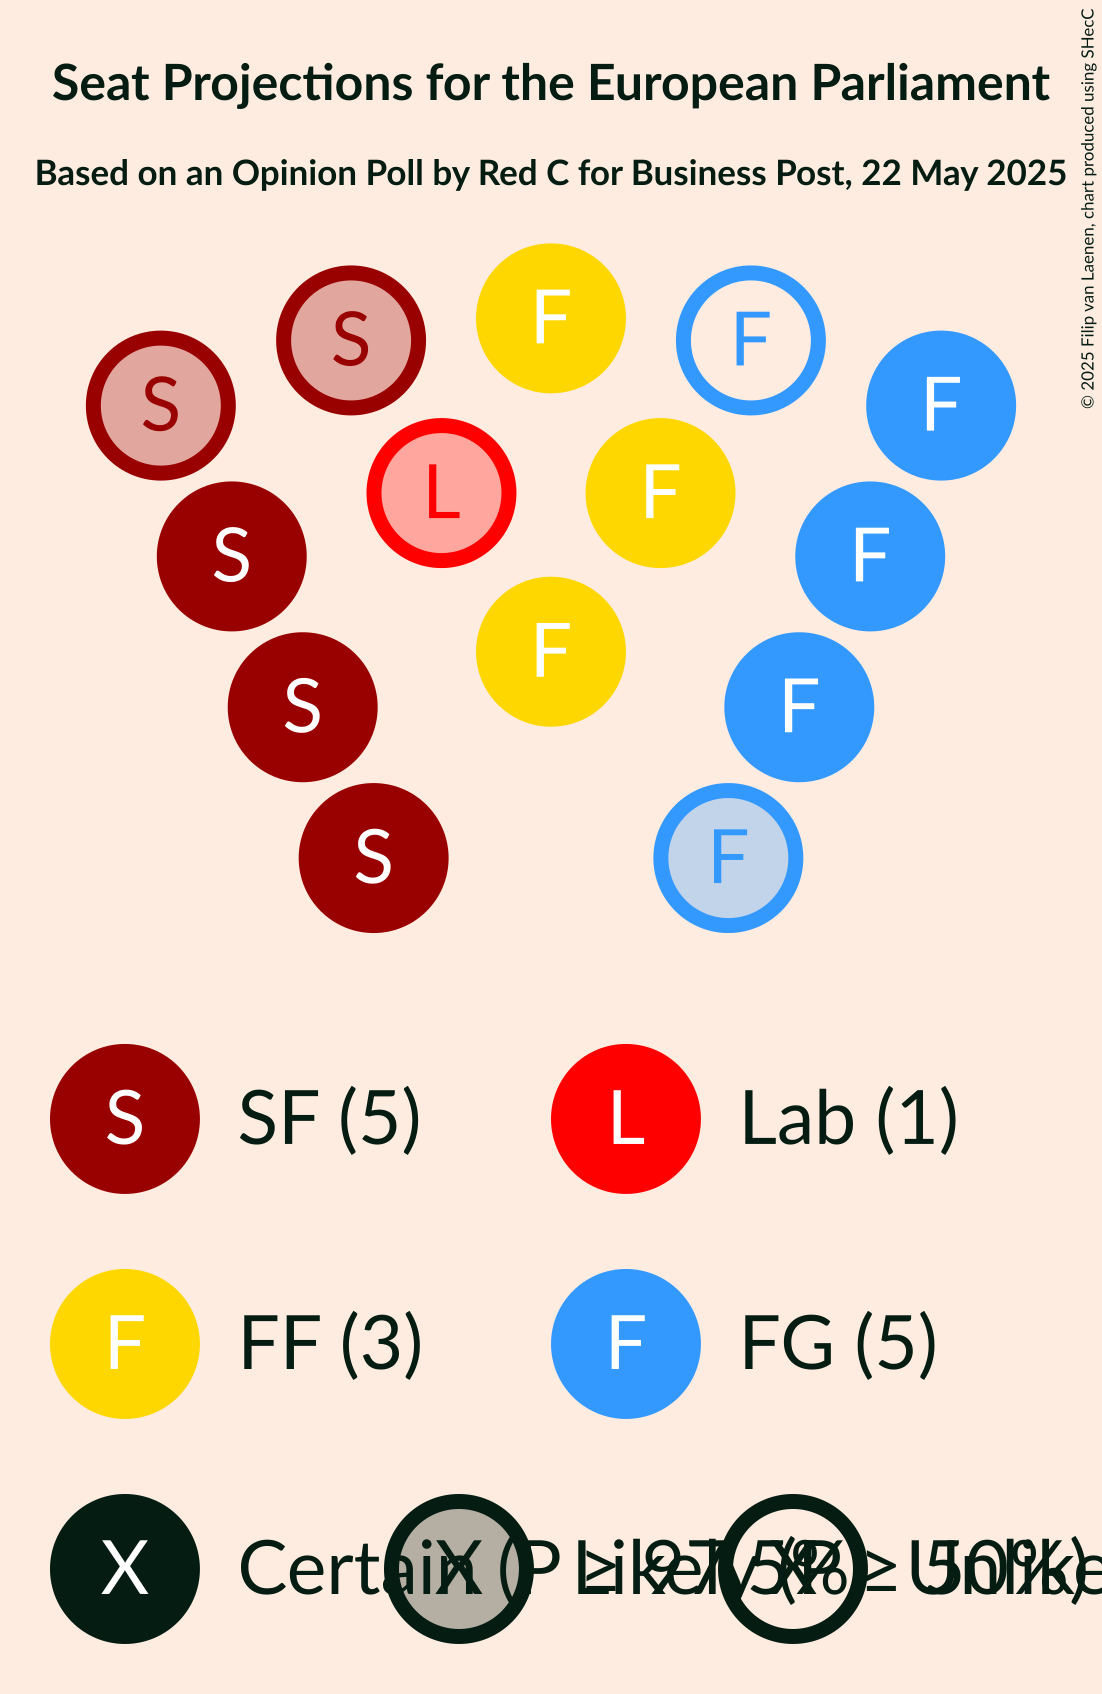 Seat Projections for the European Parliament
Based on an Opinion Poll by Red C for Business Post, 22 May 2025
© 2025 Filip van Laenen, chart produced using SHecC
F
S
F
S
F
L
F
S
F
F
S
F
S
F
S SF (5)
L Lab (1)
F FF (3)
F FG (5)
X Certain (P ≥ 97.5%)
X Likely (P ≥ 50%)
X